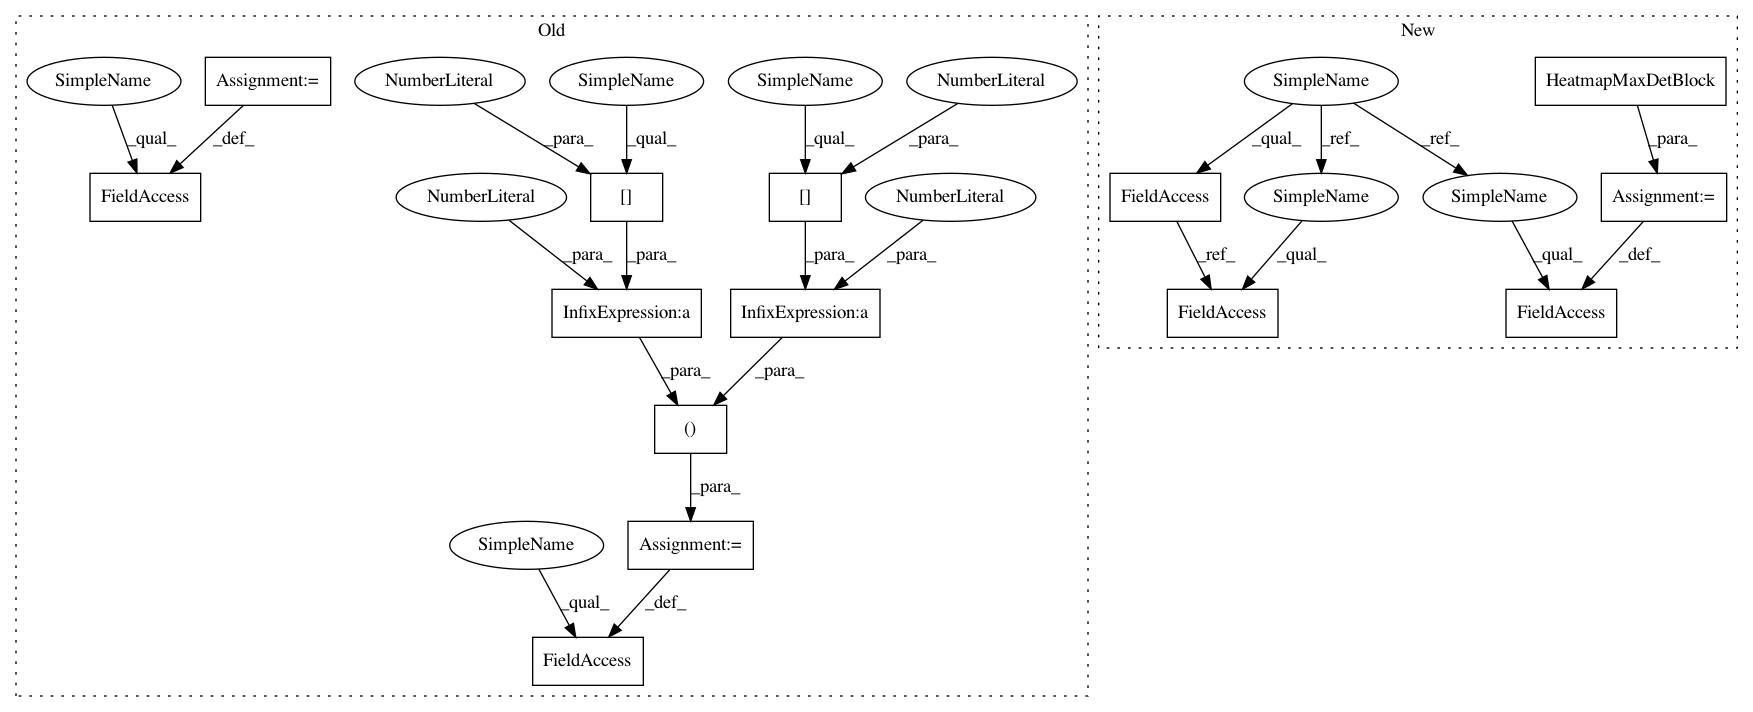 Old
New
SimpleName
Assignment:=
NumberLiteral
SimpleName
SimpleName
NumberLiteral
SimpleName
HeatmapMaxDetBlock
_qual_
_def_
_para_
_qual_
_qual_
_para_
_qual_
_ref_
_ref_
_para_
FieldAccess
NumberLiteral
[]
[]
NumberLiteral
FieldAccess
SimpleName
SimpleName
Assignment:=
_para_
_para_
_para_
_para_
_ref_
_qual_
_qual_
_def_
InfixExpression:a
InfixExpression:a
FieldAccess
FieldAccess
_para_
_para_
()
_para_
SimpleName
Assignment:=
_qual_
_def_
FieldAccess